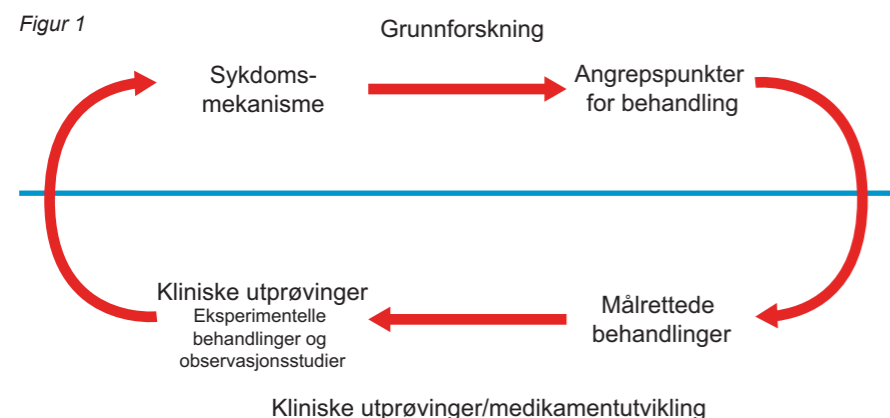 Figur 1
Grunnforskning
Sykdoms-
mekanisme
Angrepspunkter
for behandling
Kliniske utprøvinger
Eksperimentelle
behandlinger og
observasjonsstudier
Målrettede
behandlinger
Kliniske utprøvinger/medikamentutvikling